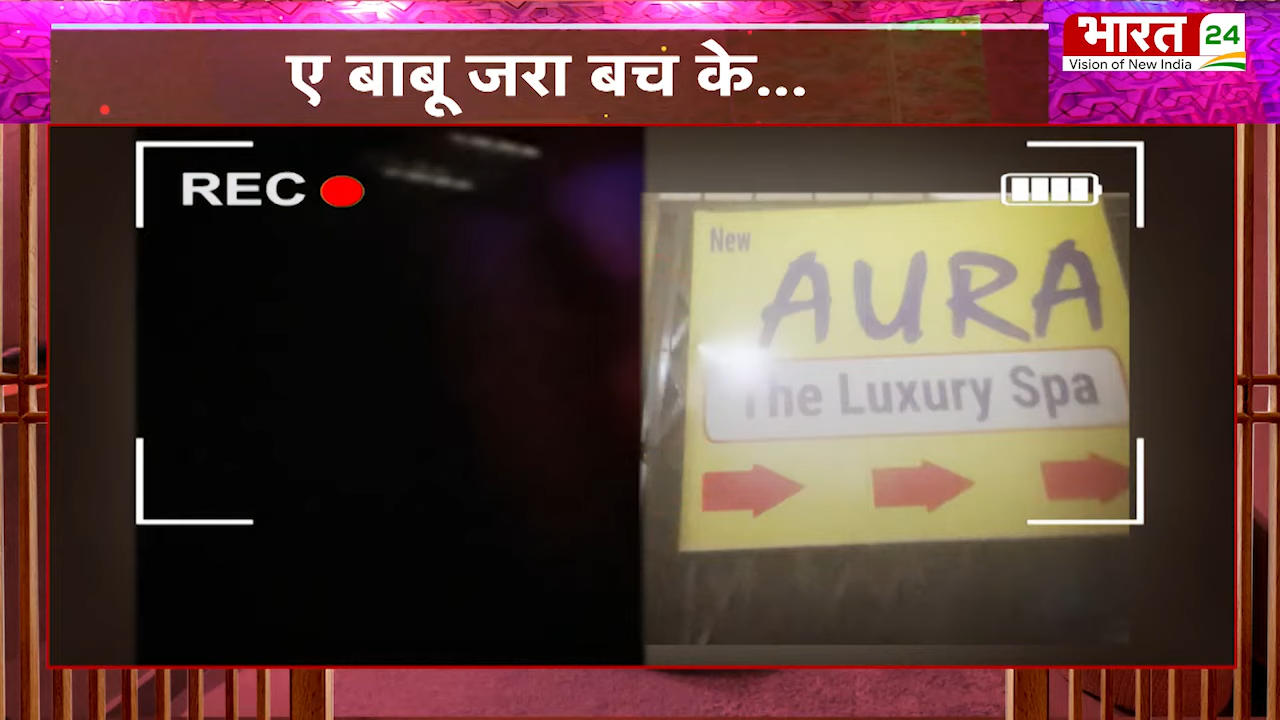 ए बाबू जरा बच के...
भारत 24
Vision of New India
REC
New
AURA
The Luxury Spa